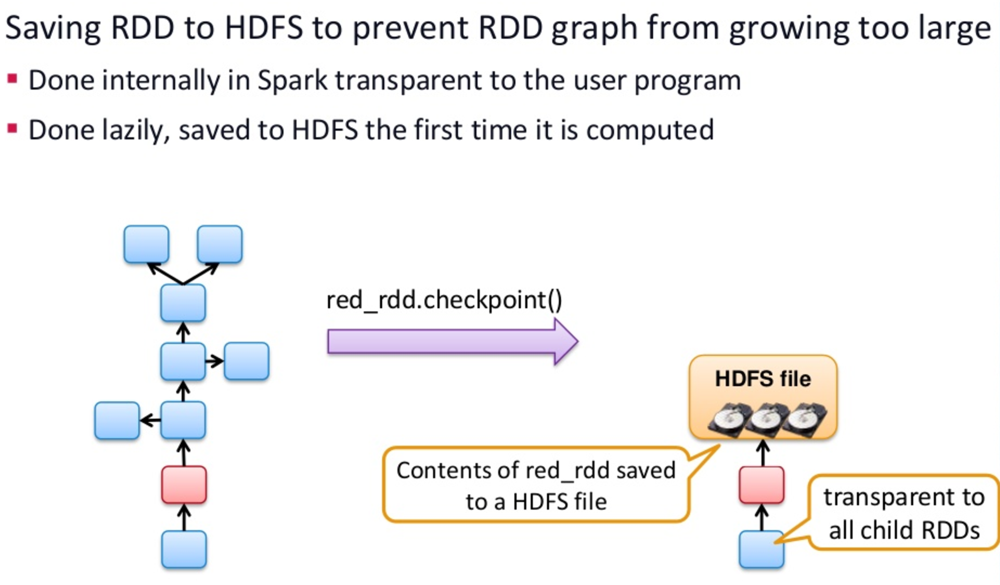 Saving RDD to HDFS to prevent RDD graph from growing too large
▪ Done internally in Spark transparent to the user program
▪ Done lazily, saved to HDFS the first time it is computed
red_rdd.checkpoint()
HDFS file
Contents of red_rdd saved
to a HDFS file
transparent to
all child RDDs